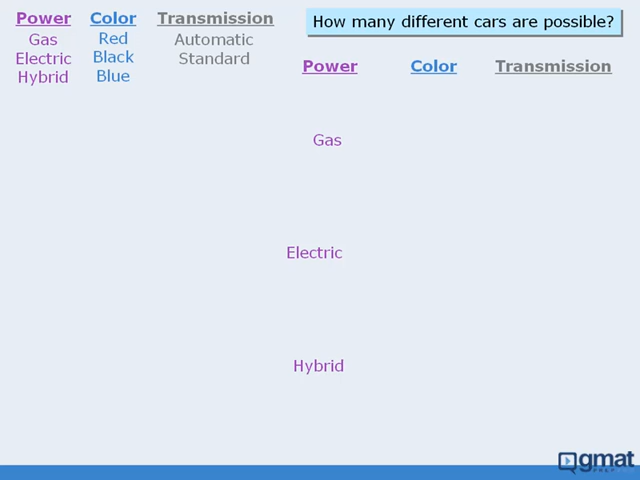 Power Color Transmission
Gas Red Automatic
Electric Black Standard
Hybrid Blue
How many different cars are possible?
Power Color Transmission
Gas
Electric
Hybrid
gmat
PREP